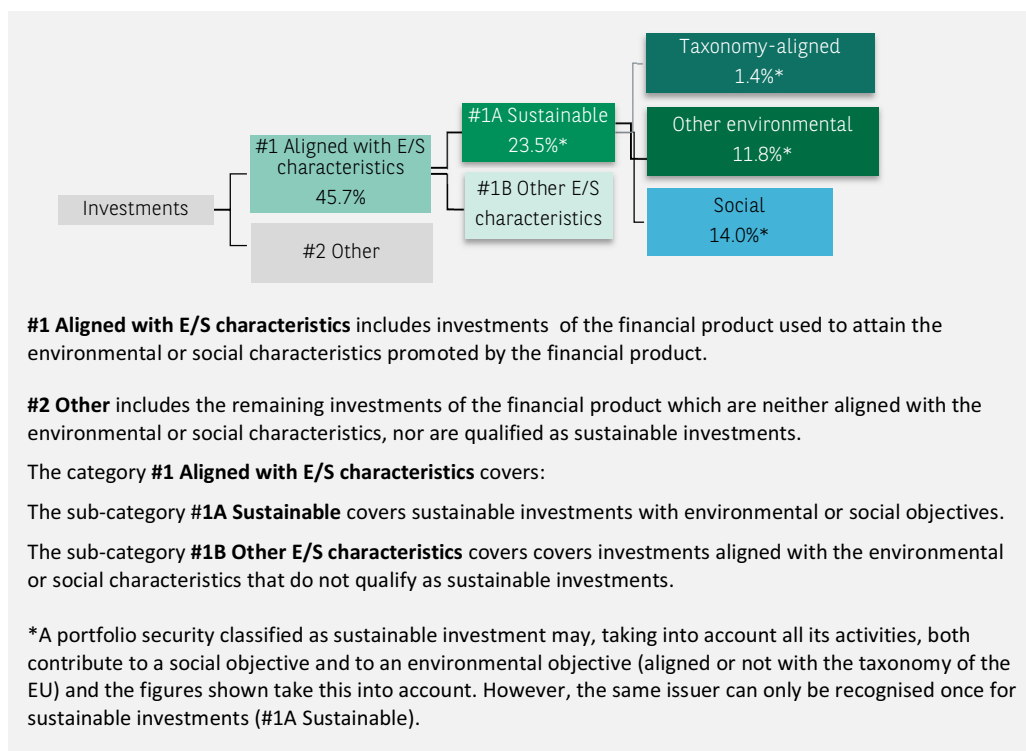 Taxonomy-aligned
1.4%*
#1A Sustainable
23.5%*
Other environmental
11.8%*
#1 Aligned with E/S
characteristics
45.7%
#1B Other E/S
characteristics
Investments
Social
14.0%*
#2 Other
#1 Aligned with E/S characteristics includes investments  of the financial product used to attain the
environmental or social characteristics promoted by the financial product.
#2 Other includes the remaining investments of the financial product which are neither aligned with the
environmental or social characteristics, nor are qualified as sustainable investments.
The category #1 Aligned with E/S characteristics covers:
The sub-category #1A Sustainable covers sustainable investments with environmental or social objectives.
The sub-category #1B Other E/S characteristics covers covers investments aligned with the environmental
or social characteristics that do not qualify as sustainable investments.
*A portfolio security classified as sustainable investment may, taking into account all its activities, both
contribute to a social objective and to an environmental objective (aligned or not with the taxonomy of the
EU) and the figures shown take this into account. However, the same issuer can only be recognised once for
sustainable investments (#1A Sustainable).